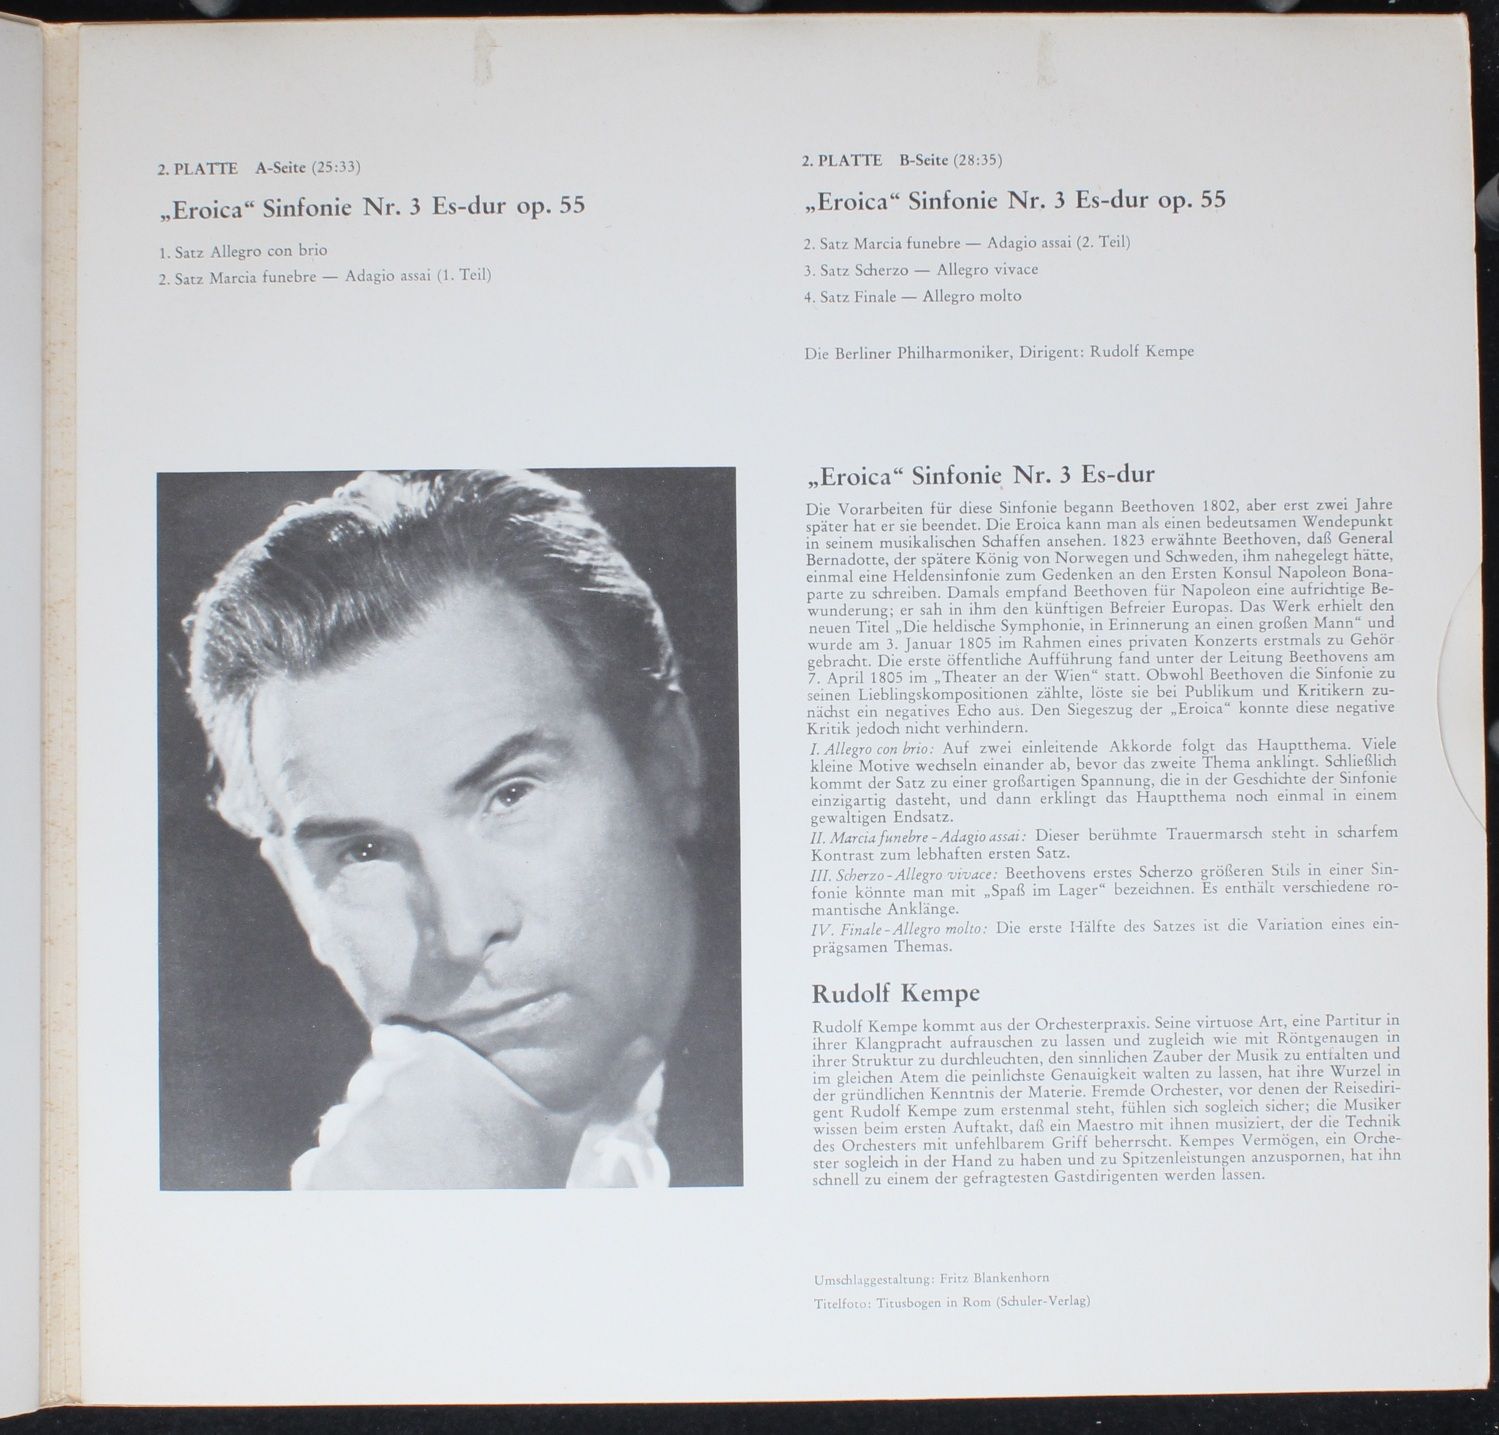 2. PLATTE A-Seite (25:33)
„Eroica“ Sinfonie Nr. 3 Es-dur op. 55
1. Satz Allegro con brio
2. Satz Marcia funebre — Adagio assai (1. Teil)
2. PLATTE B-Seite (28:35)
„Eroica“ Sinfonie Nr. 3 Es-dur op. 55
2. Satz Marcia funebre — Adagio assai (2. Teil)
3. Satz Scherzo — Allegro vivace
4. Satz Finale — Allegro molto
Die Berliner Philharmoniker, Dirigent: Rudolf Kempe
„Eroica“ Sinfonie Nr. 3 Es-dur
Die Vorarbeiten für diese Sinfonie begann Beethoven 1802, aber erst zwei Jahre
später hat er sie beendet. Die Eroica kann man als einen bedeutsamen Wendepunkt
in seinem musikalischen Schaffen ansehen. 1823 erwähnte Beethoven, daß General
Bernadotte, der spätere König von Norwegen und Schweden, ihm nahegelegt hätte,
einmal eine Heldensinfonie zum Gedenken an den Ersten Konsul Napoleon Bona-
parte zu schreiben. Damals empfand Beethoven für Napoleon eine aufrichtige Be-
wunderung; er sah in ihm den künftigen Befreier Europas. Das Werk erhielt den
neuen Titel „Die heldische Symphonie, in Erinnerung an einen großen Mann“ und
wurde am 3. Januar 1805 im Rahmen eines privaten Konzerts erstmals zu Gehör
gebracht. Die erste öffentliche Aufführung fand unter der Leitung Beethovens am
7. April 1805 im „Theater an der Wien“ statt. Obwohl Beethoven die Sinfonie zu
seinen Lieblingskompositionen zählte, löste sie bei Publikum und Kritikern zu-
nächst ein negatives Echo aus. Den Siegeszug der „Eroica“ konnte diese negative
Kritik jedoch nicht verhindern.
I. Allegro con brio: Auf zwei einleitende Akkorde folgt das Hauptthema. Viele
kleine Motive wechseln einander ab, bevor das zweite Thema anklingt. Schließlich
kommt der Satz zu einer großartigen Spannung, die in der Geschichte der Sinfonie
einzigartig dasteht, und dann erklingt das Hauptthema noch einmal in einem
gewaltigen Endsatz.
II. Marcia funebre - Adagio assai: Dieser berühmte Trauermarsch steht in scharfem
Kontrast zum lebhaften ersten Satz.
III. Scherzo - Allegro vivace: Beethovens erstes Scherzo größeren Stils in einer Sin-
fonie könnte man mit „Spaß im Lager“ bezeichnen. Es enthält verschiedene ro-
mantische Anklänge.
IV. Finale - Allegro molto: Die erste Hälfte des Satzes ist die Variation eines ein-
prägsamen Themas.
Rudolf Kempe
Rudolf Kempe kommt aus der Orchesterpraxis. Seine virtuose Art, eine Partitur in
ihrer Klangpracht aufrauschen zu lassen und zugleich wie mit Röntgenaugen in
ihrer Struktur zu durchleuchten, den sinnlichen Zauber der Musik zu entfalten und
im gleichen Atem die peinlichste Genauigkeit walten zu lassen, hat ihre Wurzel in
der gründlichen Kenntnis der Materie. Fremde Orchester, vor denen der Reisediri-
gent Rudolf Kempe zum erstenmal steht, fühlen sich sogleich sicher; die Musiker
wissen beim ersten Auftakt, daß ein Maestro mit ihnen musiziert, der die Technik
des Orchesters mit unfehlbarem Griff beherrscht. Kempes Vermögen, ein Orche-
ster sogleich in der Hand zu haben und zu Spitzenleistungen anzuspornen, hat ihn
schnell zu einem der gefragtesten Gastdirigenten werden lassen.
Umschlaggestaltung: Fritz Blankenhorn
Titelfoto: Titusbogen in Rom (Schuler-Verlag)